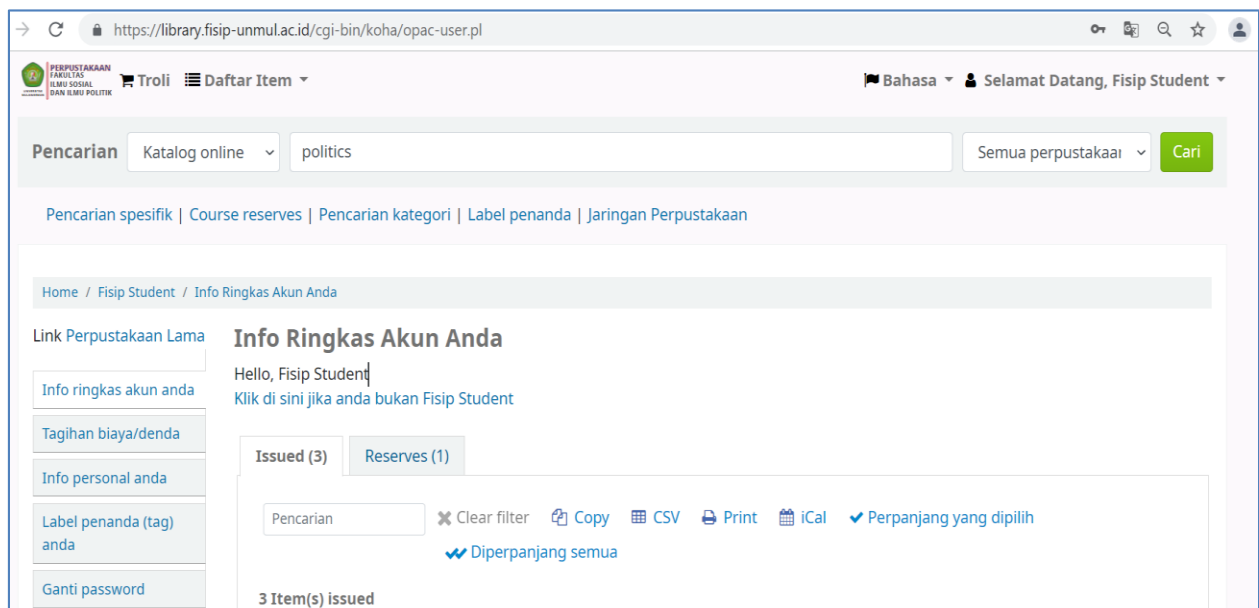 https://library.fisip-unmul.ac.id/cgi-bin/koha/opac-user.pl
PERPUSTAKAAN
FAKULTAS
ILMU SOSIAL
DAN ILMU POLITIK
Troli Daftar Item Bahasa Selamat Datang, Fisip Student
Pencarian Katalog online politics Semua perpustakaan Cari
Pencarian spesifik | Course reserves | Pencarian kategori | Label penanda | Jaringan Perpustakaan
Home / Fisip Student / Info Ringkas Akun Anda
Link Perpustakaan Lama
Info ringkas akun anda
Tagihan biaya/denda
Info personal anda
Label penanda (tag)
anda
Ganti password
Info Ringkas Akun Anda
Hello, Fisip Student
Klik di sini jika anda bukan Fisip Student
Issued (3) Reserves (1)
Pencarian Clear filter Copy CSV Print iCal Perpanjang yang dipilih
Diperpanjang semua
3 Item(s) issued